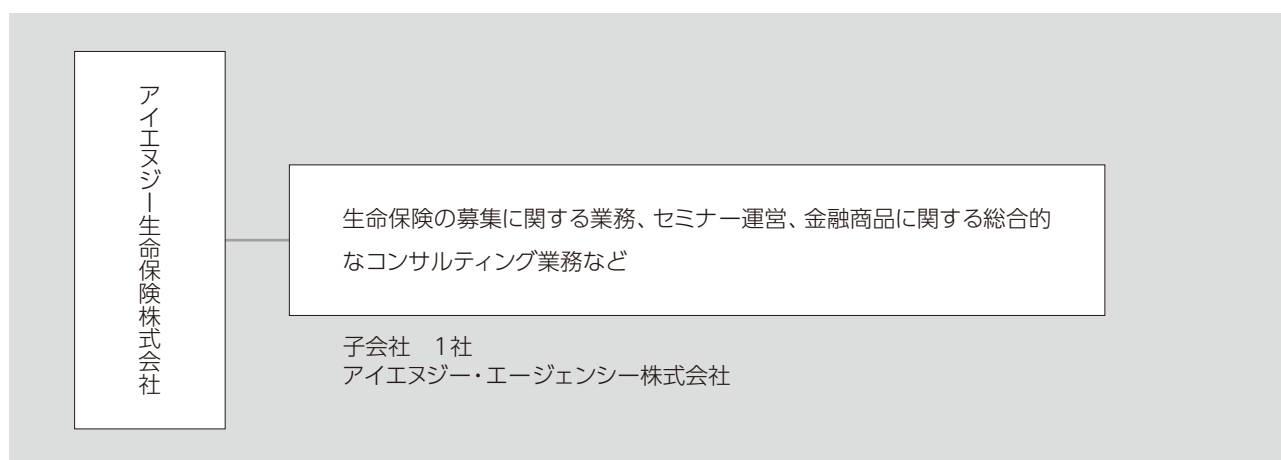 アイエヌジー生命保険株式会社
生命保険の募集に関する業務、セミナー運営、金融商品に関する総合的
なコンサルティング業務など
子会社　1社
アイエヌジー・エージェンシー株式会社